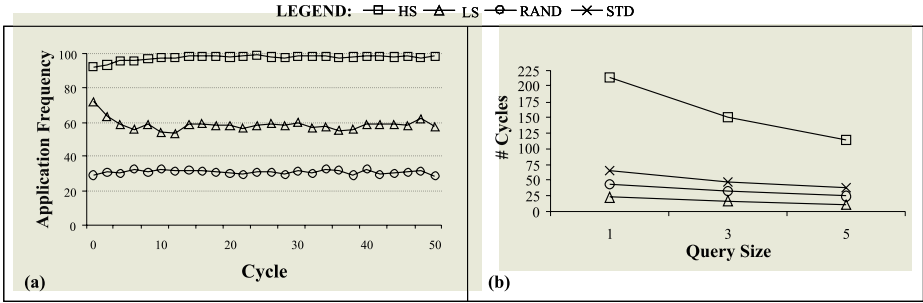 LEGEND: HS LS RAND STD
Application Frequency
100
80
60
40
20
0
0 10 20 30 40 50
Cycle
(a)
# Cycles
225
200
175
150
125
100
75
50
25
0
1 3 5
Query Size
(b)